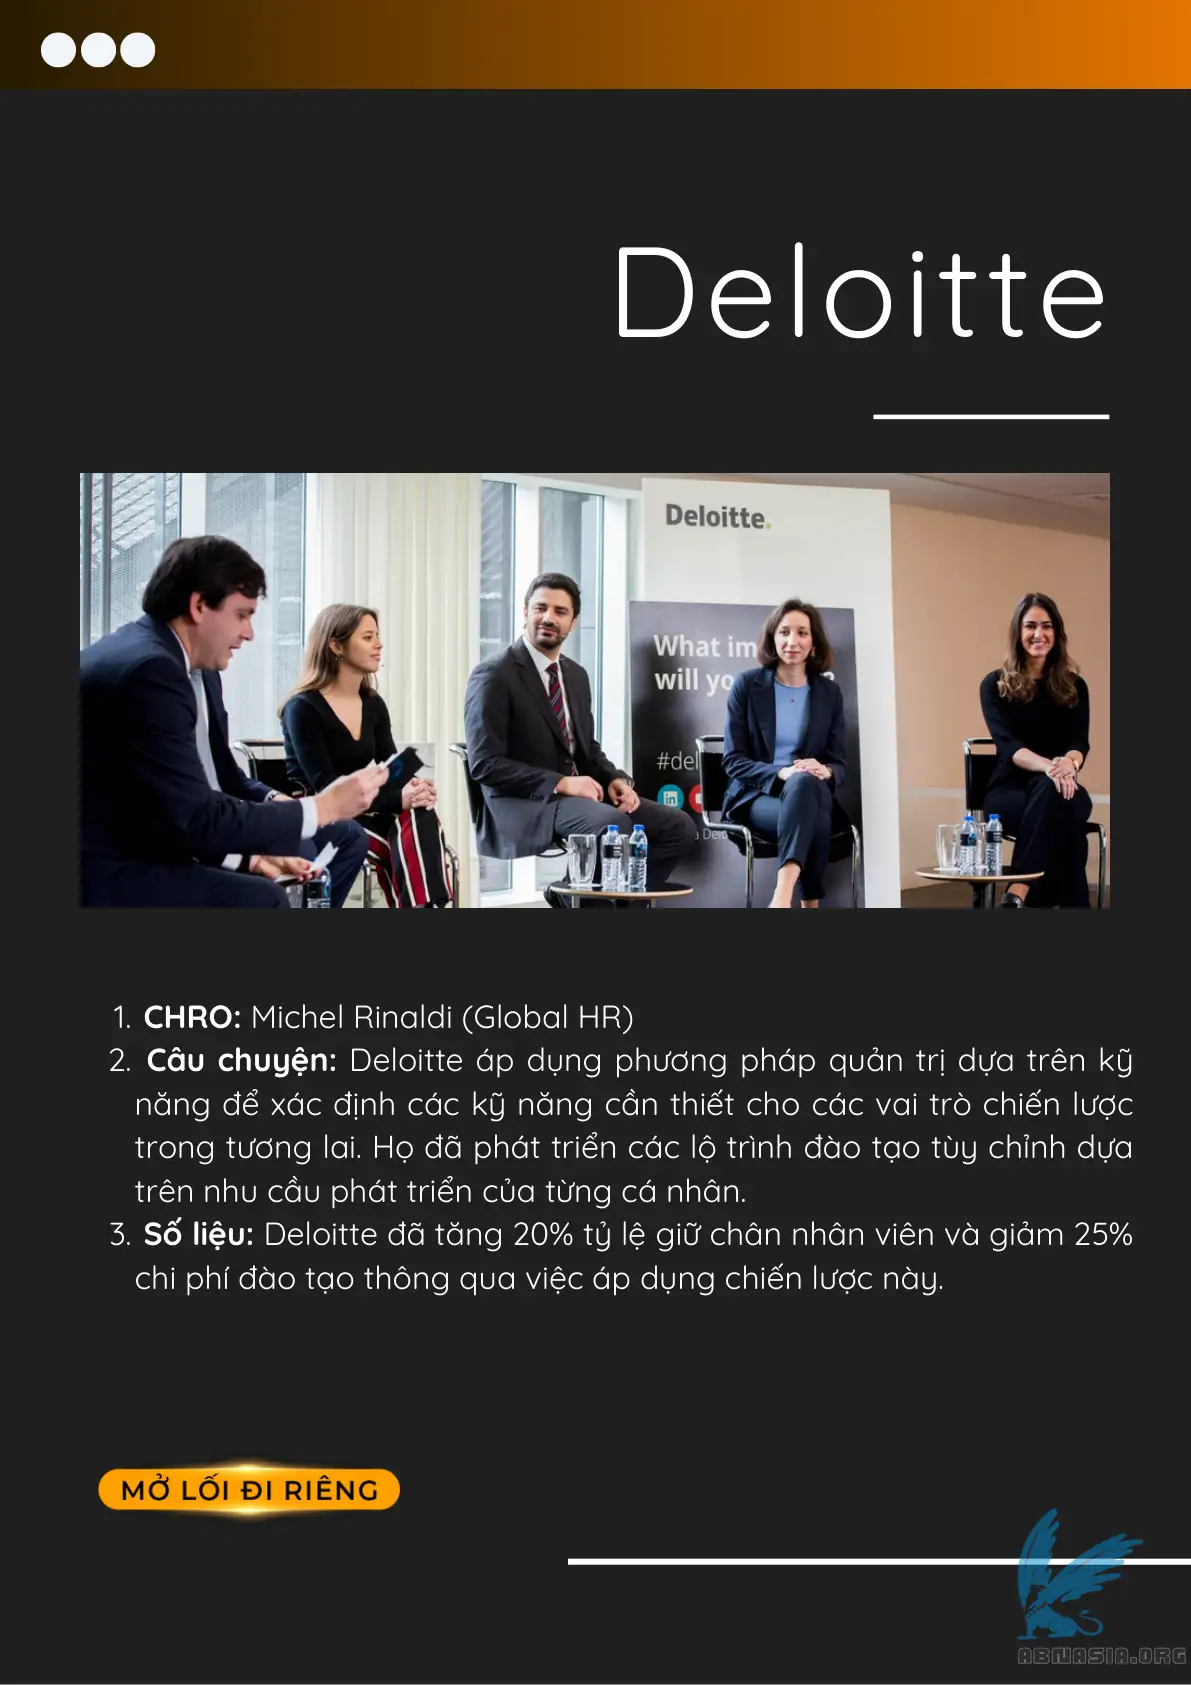 Deloitte
Deloitte.
What im
will yo
?
#del
in
a Delo
1. CHRO: Michel Rinaldi (Global HR)
2. Câu chuyện: Deloitte áp dụng phương pháp quản trị dựa trên kỹ
năng để xác định các kỹ năng cần thiết cho các vai trò chiến lược
trong tương lai. Họ đã phát triển các lộ trình đào tạo tùy chỉnh dựa
trên nhu cầu phát triển của từng cá nhân.
3. Số liệu: Deloitte đã tăng 20% tỷ lệ giữ chân nhân viên và giảm 25%
chi phí đào tạo thông qua việc áp dụng chiến lược này.
MỞ LỐI ĐI RIÊNG
ABNASIA.ORG